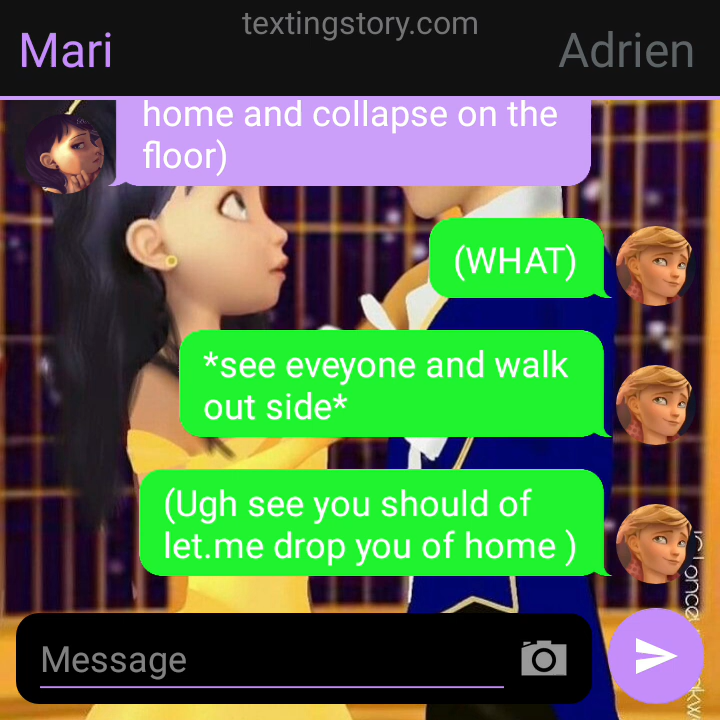 textingstory.com
Mari
Adrien
home and collapse on the
floor)
(WHAT)
*see eveyone and walk
out side*
(Ugh see you should of
let.me drop you of home )
Message